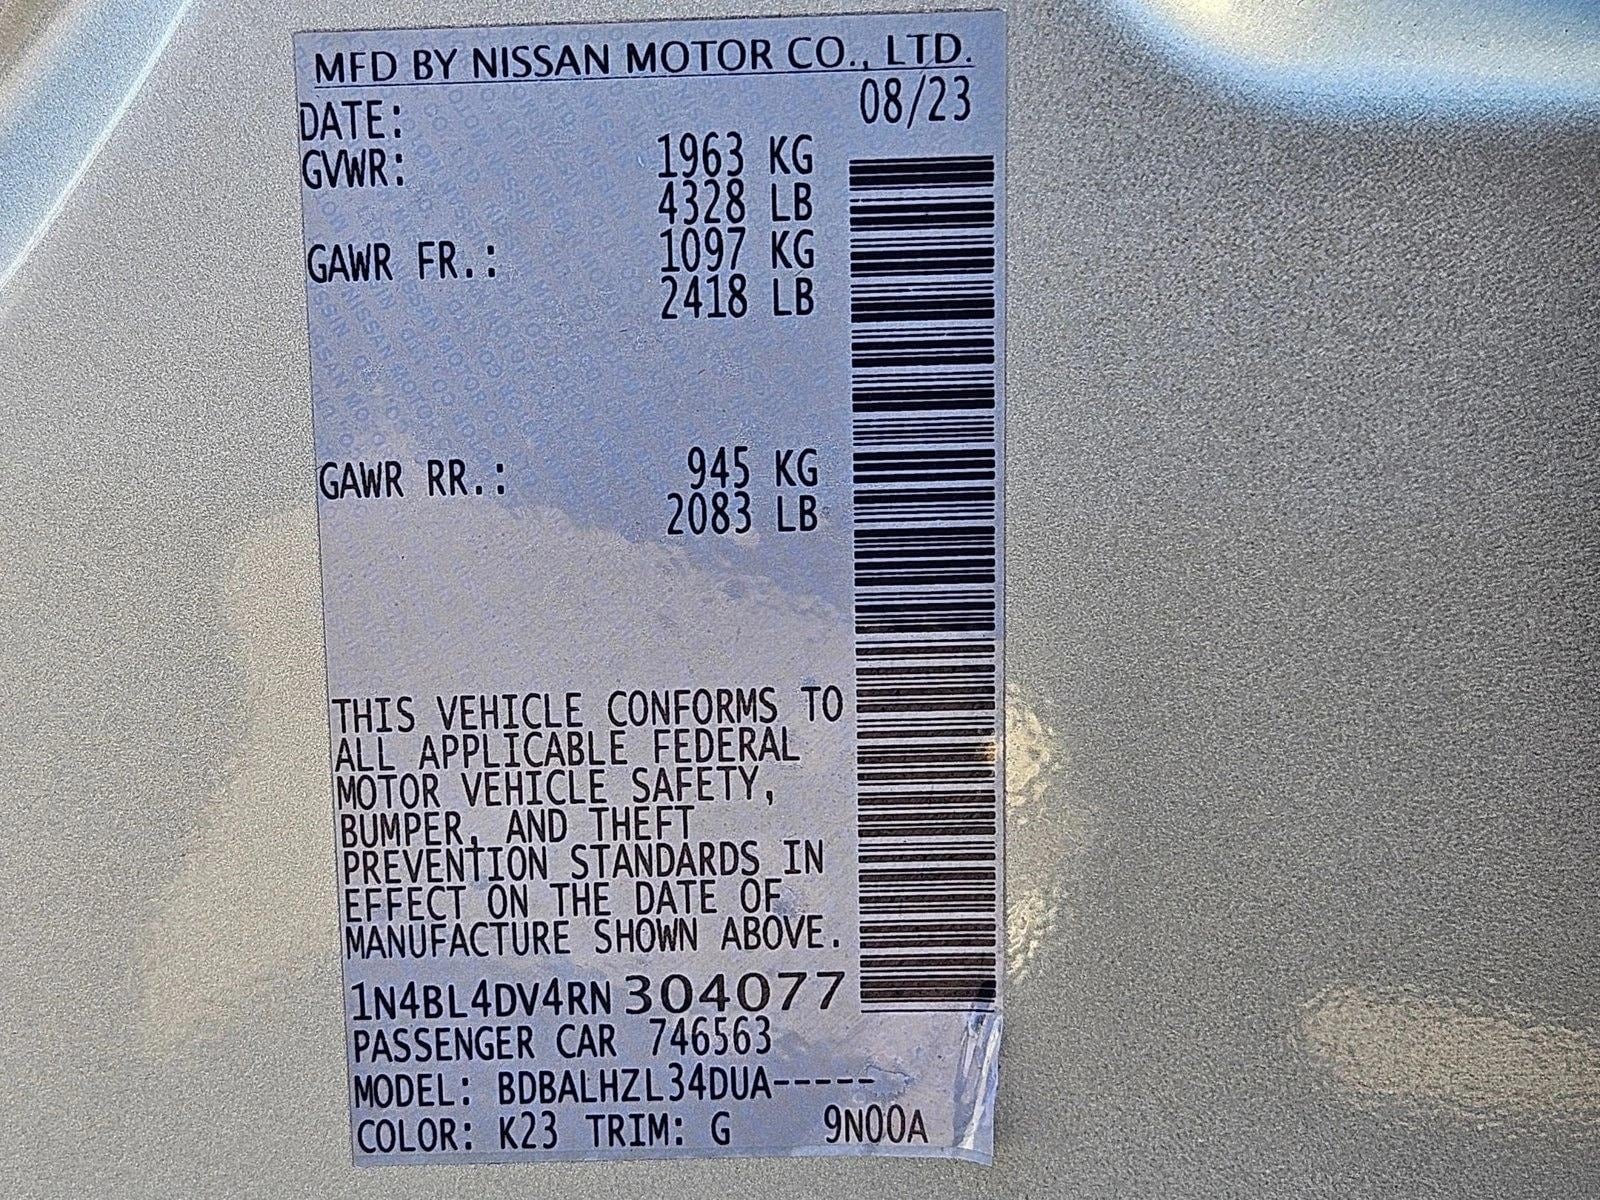 MFD BY NISSAN MOTOR CO., LTD.
DATE: 08/23
GVWR: 1963 KG
4328 LB
GAWR FR.: 1097 KG
2418 LB
GAWR RR.: 945 KG
2083 LB
THIS VEHICLE CONFORMS TO
ALL APPLICABLE FEDERAL
MOTOR VEHICLE SAFETY,
BUMPER, AND THEFT
PREVENTION STANDARDS IN
EFFECT ON THE DATE OF
MANUFACTURE SHOWN ABOVE.
1N4BL4DV4RN304077
PASSENGER CAR 746563
MODEL: BDBALHZL34DUA-----
COLOR: K23 TRIM: G 9N00A